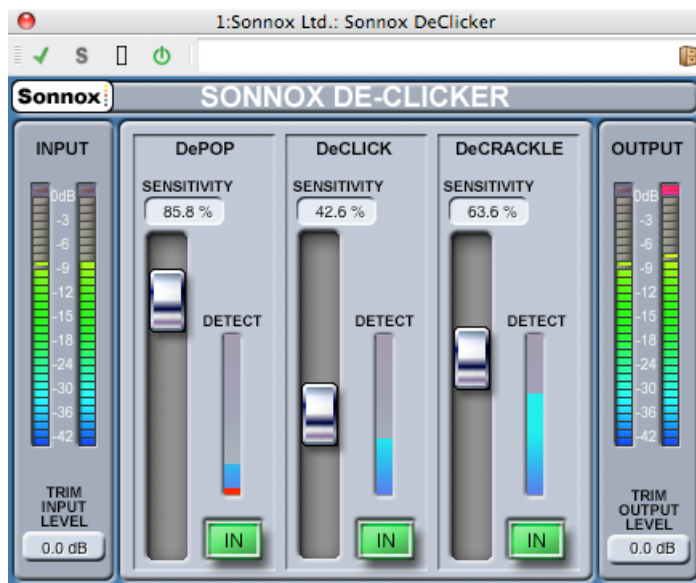 1:Sonnox Ltd.: Sonnox DeClicker
S
Sonnox
SONNOX DE-CLICKER
INPUT
0dB
-3
-6
-9
-12
-15
-18
-24
-30
-36
-42
TRIM
INPUT
LEVEL
0.0 dB
DePOP
SENSITIVITY
85.8 %
DETECT
IN
DeCLICK
SENSITIVITY
42.6 %
DETECT
IN
DeCRACKLE
SENSITIVITY
63.6 %
DETECT
IN
OUTPUT
0dB
-3
-6
-9
-12
-15
-18
-24
-30
-36
-42
TRIM
OUTPUT
LEVEL
0.0 dB